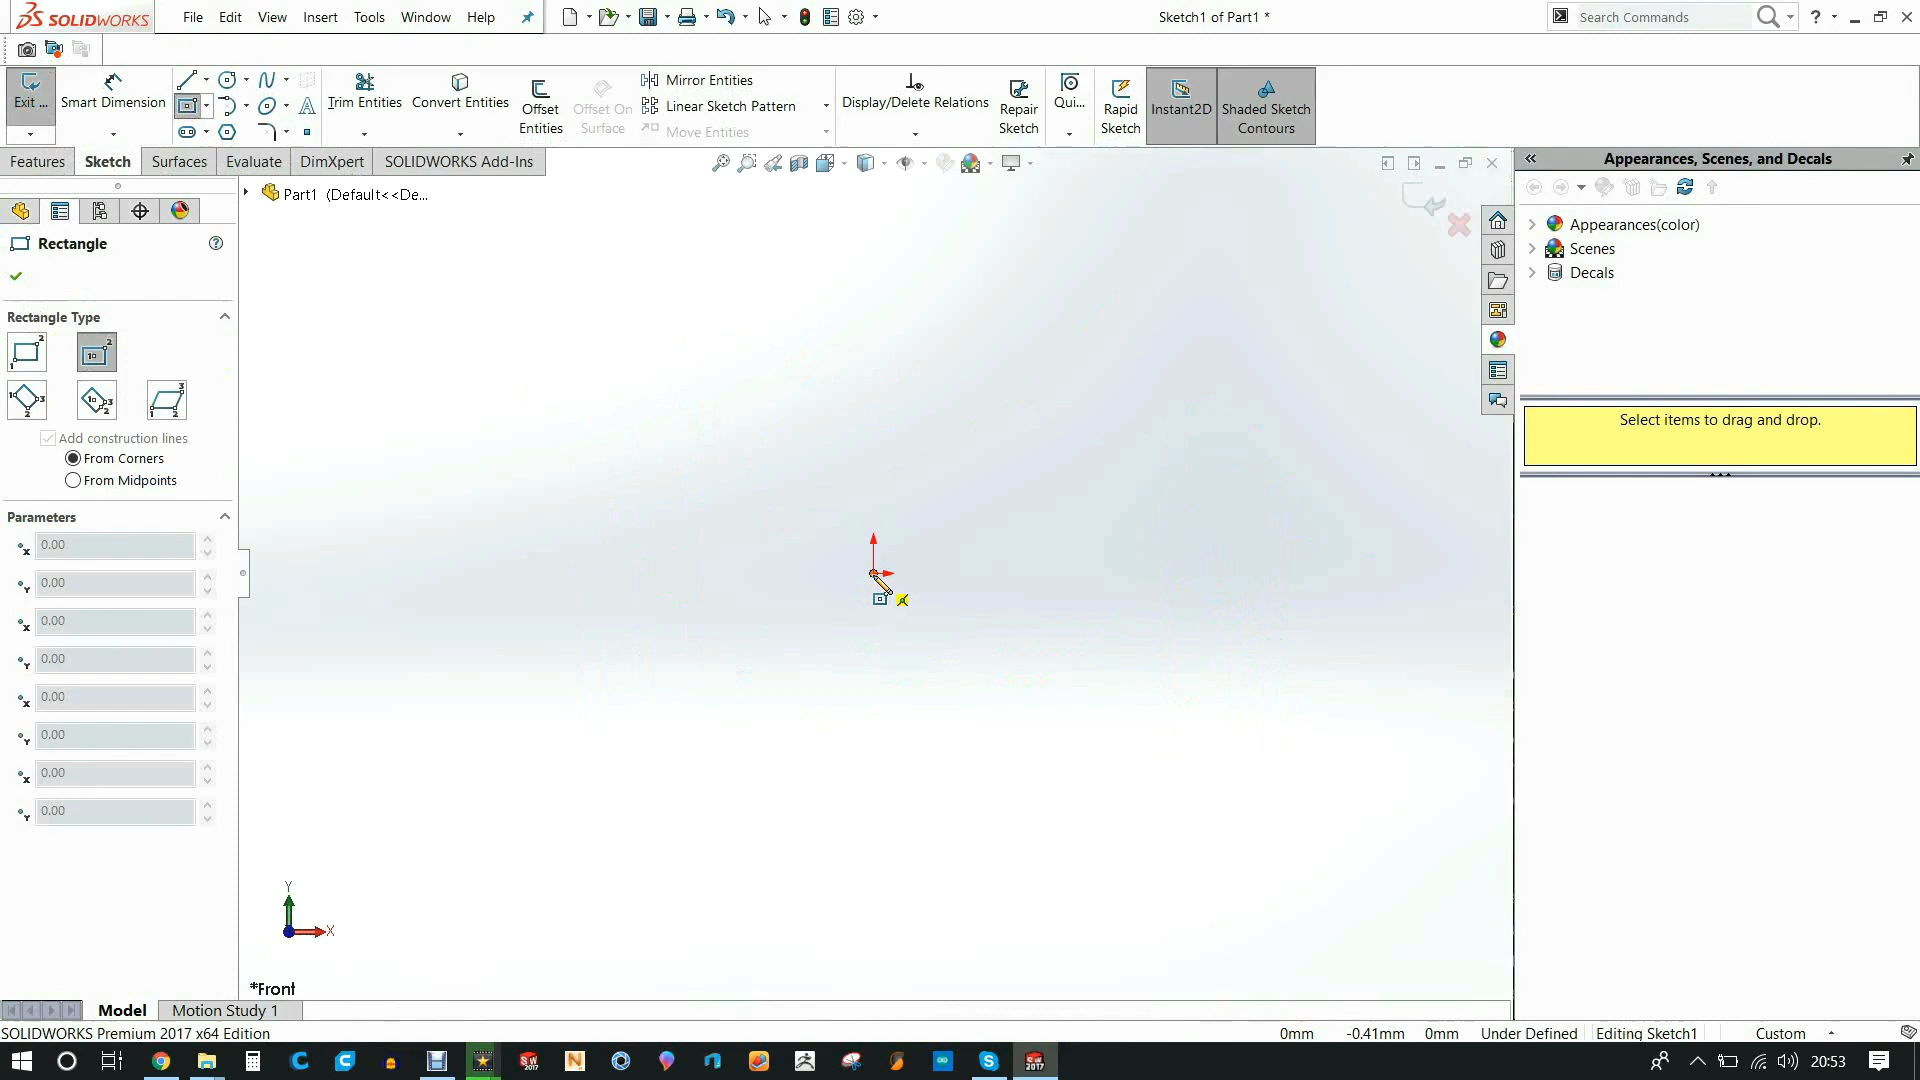 SOLIDWORKS File Edit View Insert Tools Window Help Sketch1 of Part1 * Search Commands ?
Exit ... Smart Dimension Trim Entities Convert Entities Offset Entities Offset On Surface Mirror Entities Linear Sketch Pattern Move Entities Display/Delete Relations Repair Sketch Qui... Rapid Sketch Instant2D Shaded Sketch Contours
Features Sketch Surfaces Evaluate DimXpert SOLIDWORKS Add-Ins
Appearances, Scenes, and Decals
Part1 (Default<<De...
Rectangle
Rectangle Type
Add construction lines
From Corners
From Midpoints
Parameters
x 0.00
Y 0.00
x 0.00
Y 0.00
x 0.00
Y 0.00
x 0.00
Y 0.00
Appearances(color)
Scenes
Decals
Select items to drag and drop.
Y
X
*Front
Model Motion Study 1
SOLIDWORKS Premium 2017 x64 Edition 0mm -0.41mm 0mm Under Defined Editing Sketch1 Custom
20:53